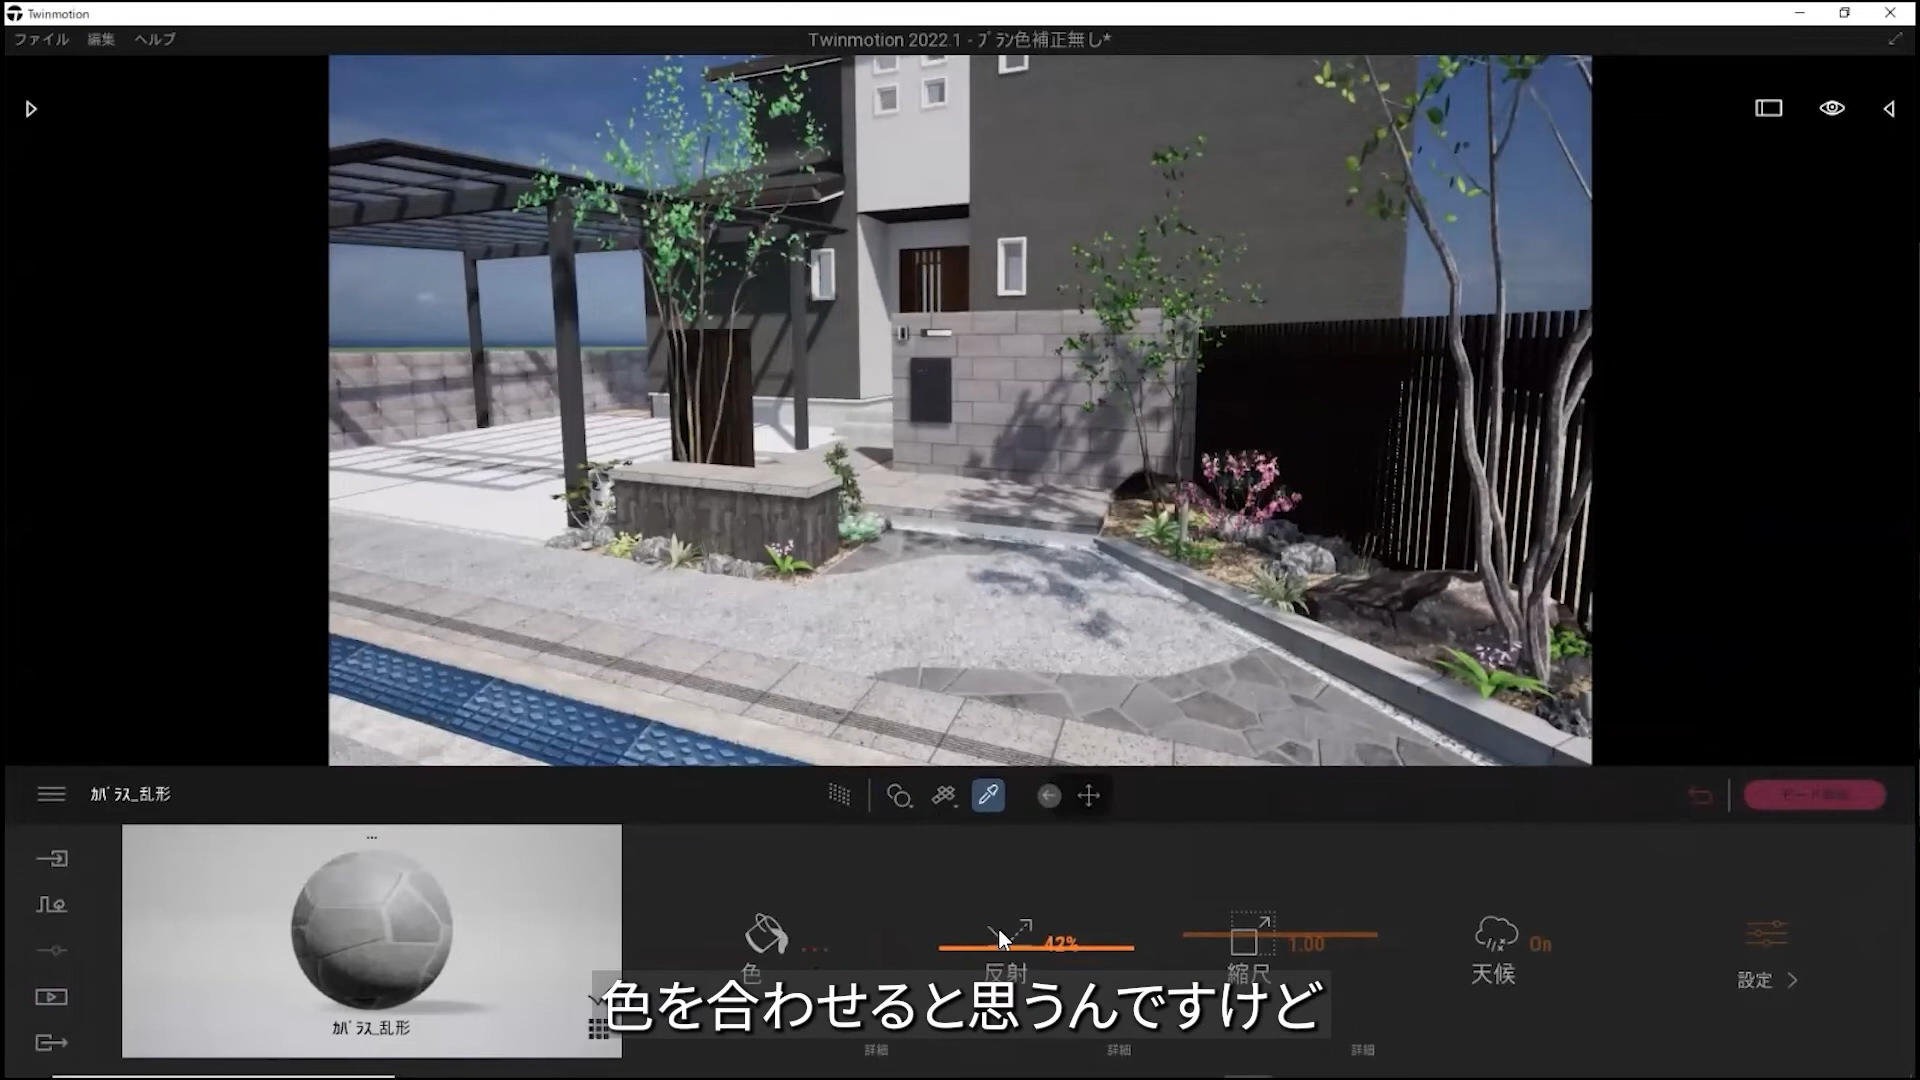 Twinmotion
ファイル 編集 ヘルプ
Twinmotion 2022.1 - ﾌﾟﾗﾝ色補正無し*
ｶﾊﾞﾗｽ_乱形
...
ｶﾊﾞﾗｽ_乱形
色
...
反射
42%
縮尺
1.00
天候
On
設定
色を合わせると思うんですけど
詳細
詳細
詳細